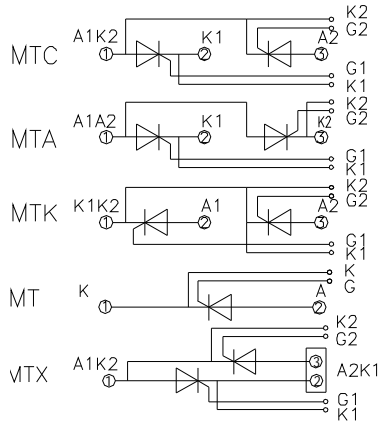 K2
A1K2 K1 A2 G2
MTC 1 2 3
G1
K1
K2
A1A2 K1 K2 G2
MTA 1 2 3
G1
K1
K2
K1K2 A1 A2 G2
MTK 1 2 3
G1
K1
K
K A G
MT 1 2
K2
G2
A1K2 3
MTX 1 2 A2K1
G1
K1